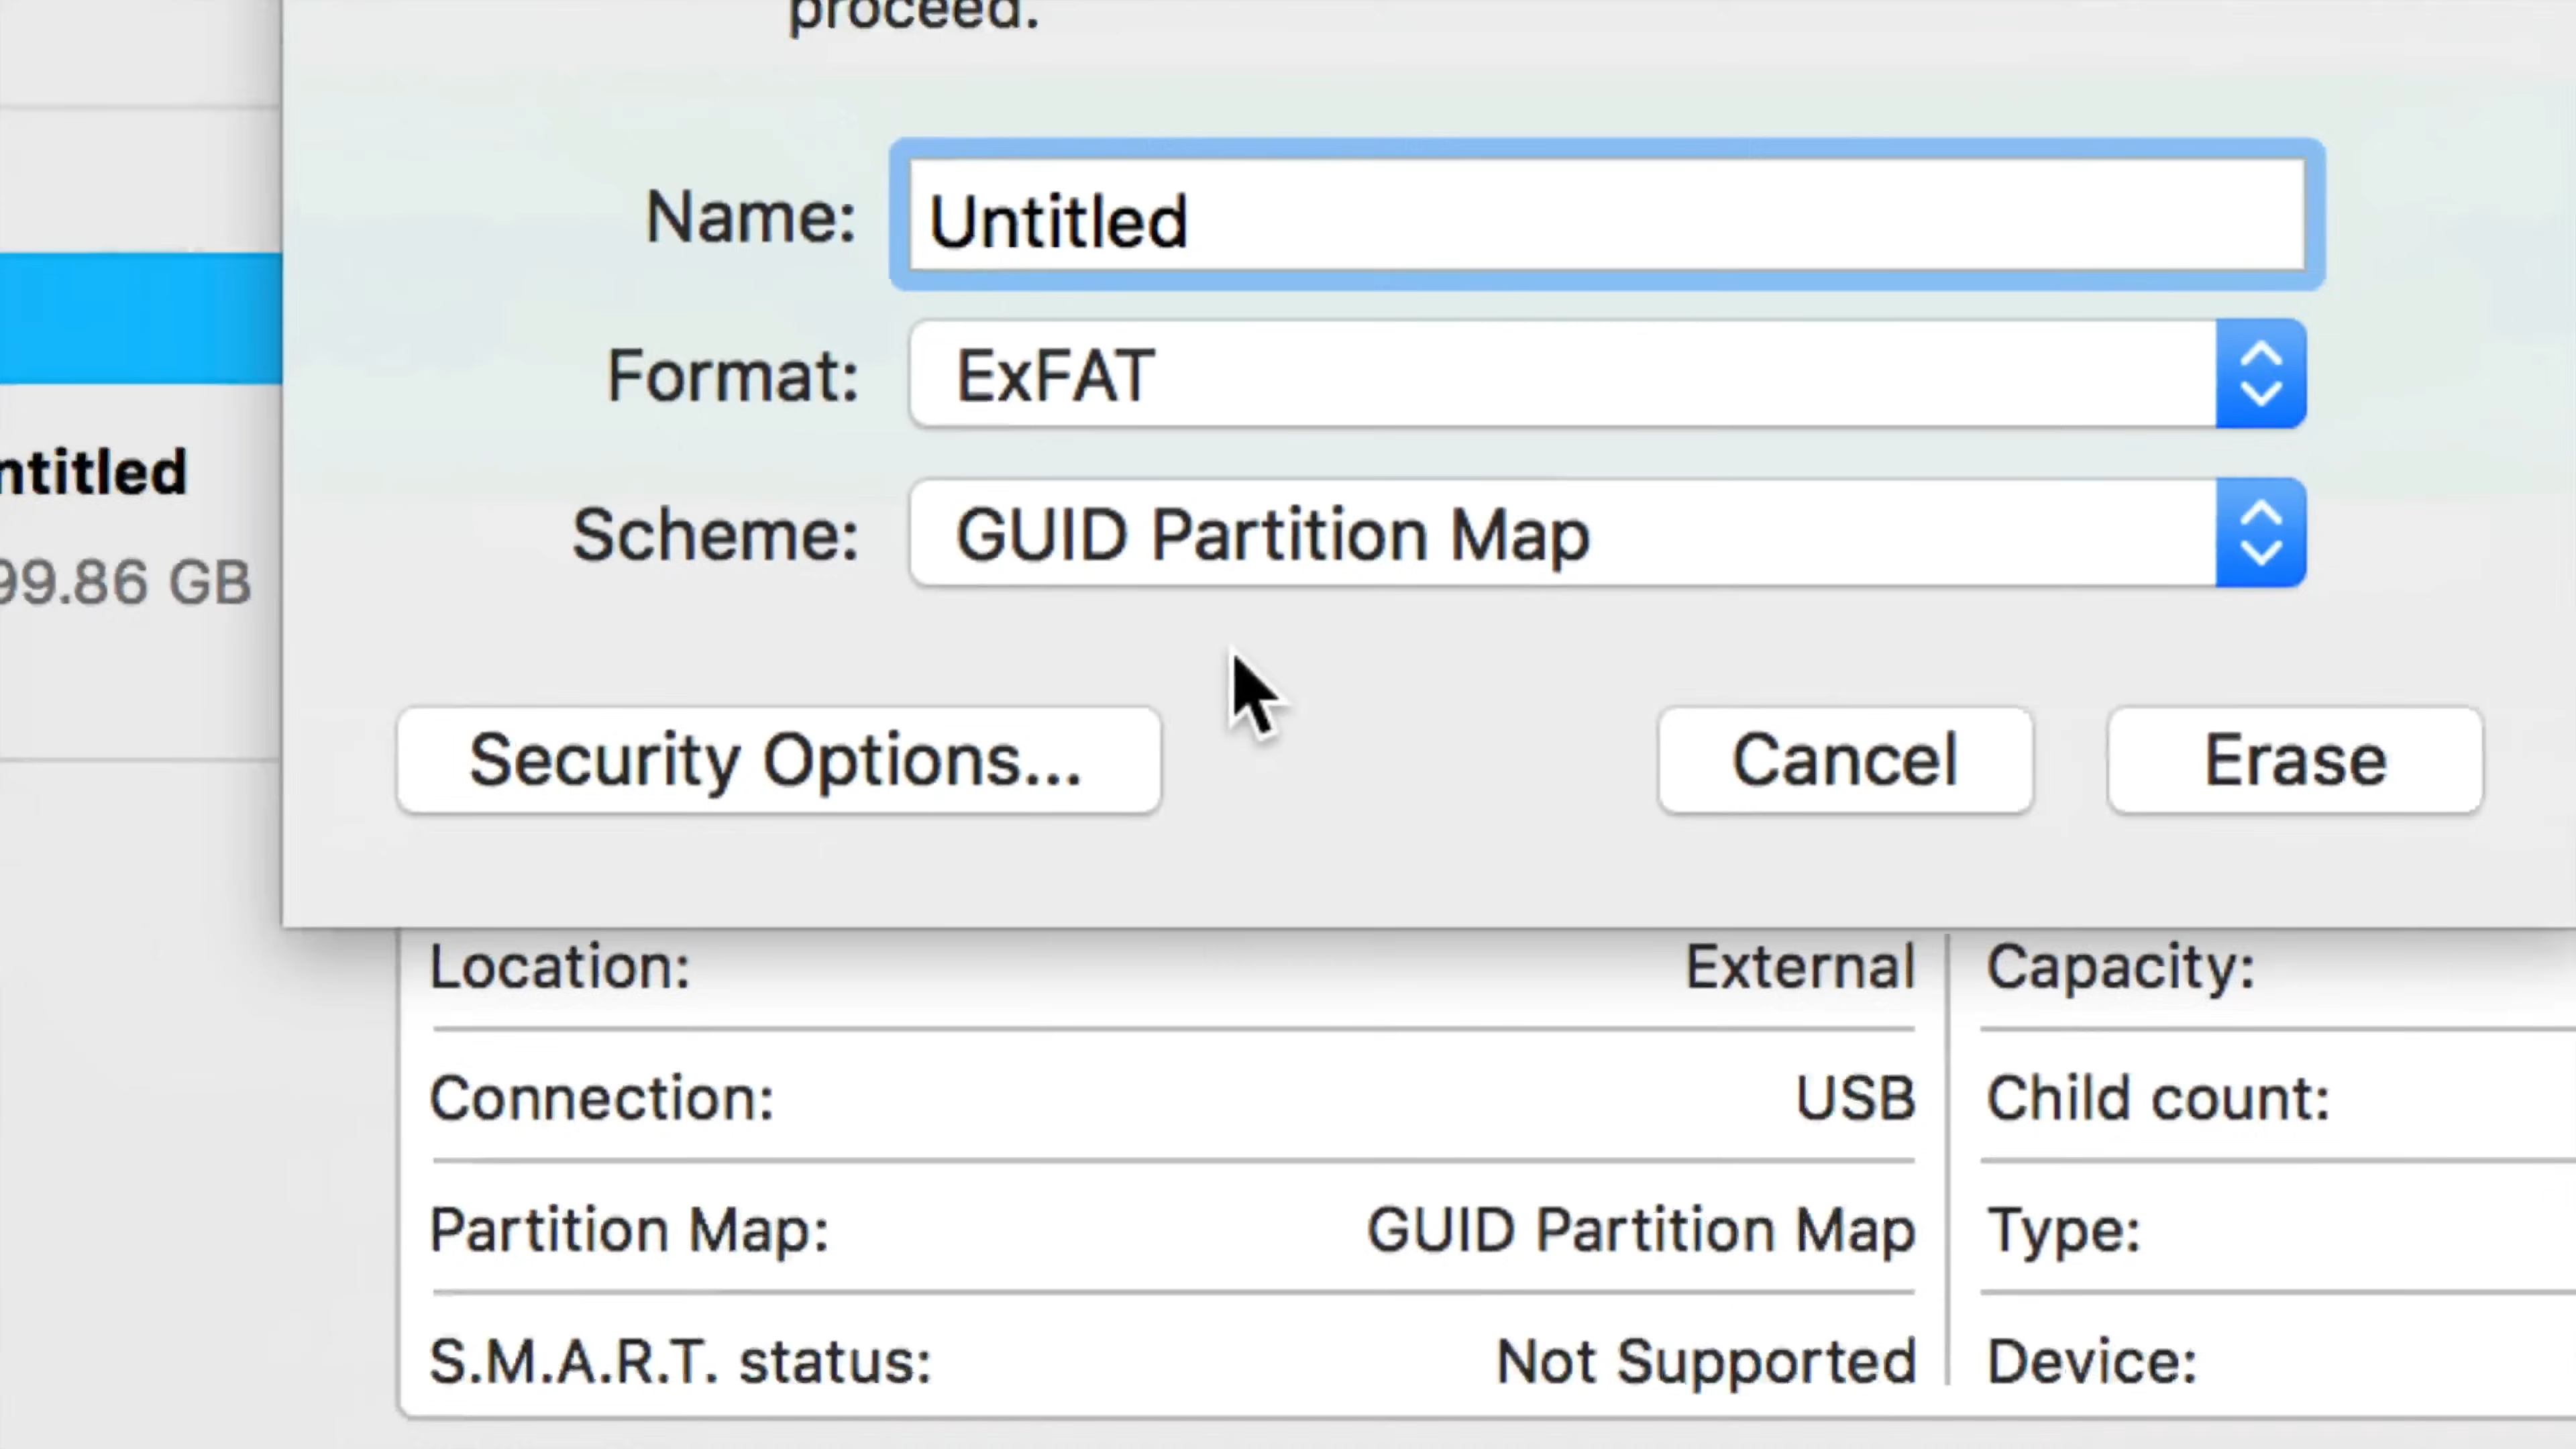 proceed.
Name: Untitled
Format: ExFAT
Scheme: GUID Partition Map
ntitled
99.86 GB
Security Options... Cancel Erase
Location: External Capacity:
Connection: USB Child count:
Partition Map: GUID Partition Map Type:
S.M.A.R.T. status: Not Supported Device: